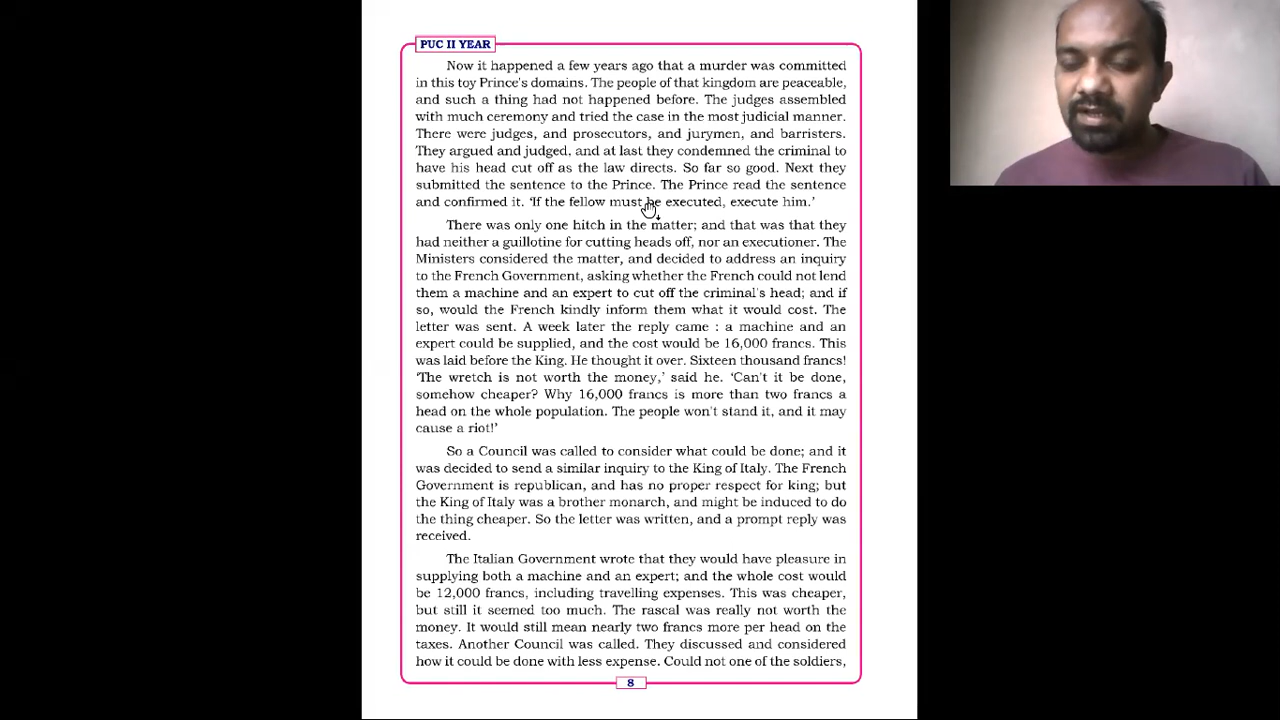 PUC II YEAR
Now it happened a few years ago that a murder was committed
in this toy Prince's domains. The people of that kingdom are peaceable,
and such a thing had not happened before. The judges assembled
with much ceremony and tried the case in the most judicial manner.
There were judges, and prosecutors, and jurymen, and barristers.
They argued and judged, and at last they condemned the criminal to
have his head cut off as the law directs. So far so good. Next they
submitted the sentence to the Prince. The Prince read the sentence
and confirmed it. 'If the fellow must be executed, execute him.'
There was only one hitch in the matter; and that was that they
had neither a guillotine for cutting heads off, nor an executioner. The
Ministers considered the matter, and decided to address an inquiry
to the French Government, asking whether the French could not lend
them a machine and an expert to cut off the criminal's head; and if
so, would the French kindly inform them what it would cost. The
letter was sent. A week later the reply came : a machine and an
expert could be supplied, and the cost would be 16,000 francs. This
was laid before the King. He thought it over. Sixteen thousand francs!
'The wretch is not worth the money,' said he. 'Can't it be done,
somehow cheaper? Why 16,000 francs is more than two francs a
head on the whole population. The people won't stand it, and it may
cause a riot!'
So a Council was called to consider what could be done; and it
was decided to send a similar inquiry to the King of Italy. The French
Government is republican, and has no proper respect for king; but
the King of Italy was a brother monarch, and might be induced to do
the thing cheaper. So the letter was written, and a prompt reply was
received.
The Italian Government wrote that they would have pleasure in
supplying both a machine and an expert; and the whole cost would
be 12,000 francs, including travelling expenses. This was cheaper,
but still it seemed too much. The rascal was really not worth the
money. It would still mean nearly two francs more per head on the
taxes. Another Council was called. They discussed and considered
how it could be done with less expense. Could not one of the soldiers,
8